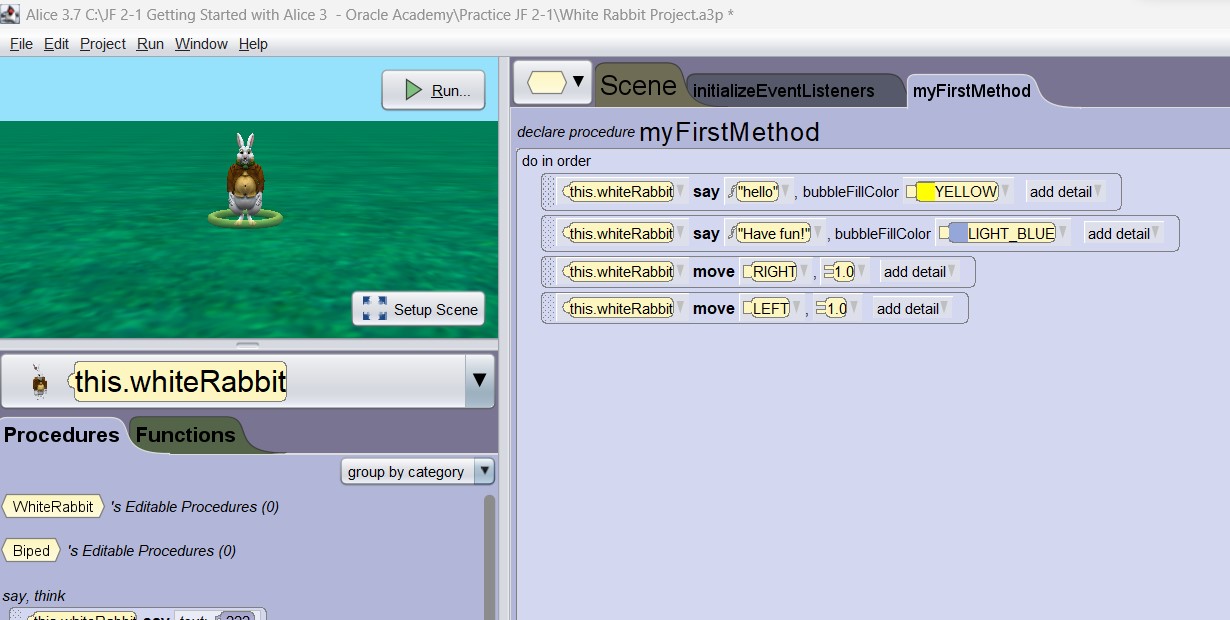 Alice 3.7 C:\JF 2-1 Getting Started with Alice 3  - Oracle Academy\Practice JF 2-1\White Rabbit Project.a3p *
File Edit Project Run Window Help
Run...
Setup Scene
this.whiteRabbit
Procedures Functions
group by category
WhiteRabbit 's Editable Procedures (0)
Biped 's Editable Procedures (0)
say, think
this.whiteRabbit say text: ???
Scene initializeEventListeners myFirstMethod
declare procedure myFirstMethod
do in order
this.whiteRabbit say "hello" , bubbleFillColor YELLOW add detail
this.whiteRabbit say "Have fun!" , bubbleFillColor LIGHT_BLUE add detail
this.whiteRabbit move RIGHT , 1.0 add detail
this.whiteRabbit move LEFT , 1.0 add detail